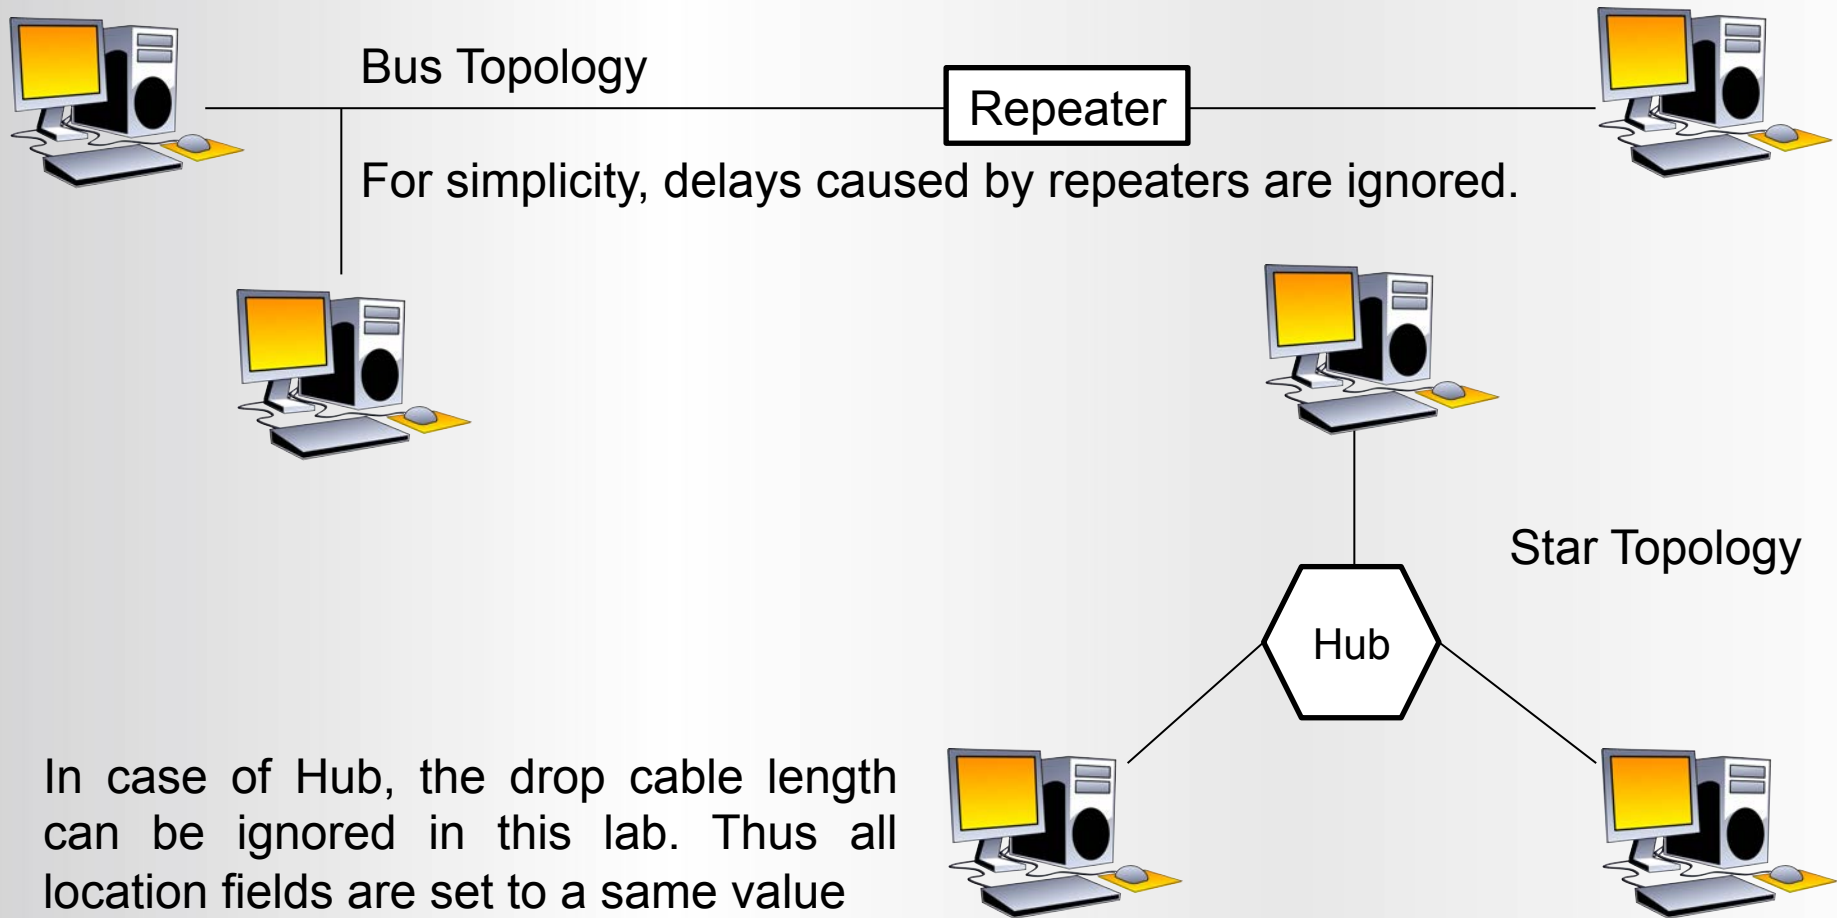 Bus Topology
Repeater
For simplicity, delays caused by repeaters are ignored.
Star Topology
Hub
In case of Hub, the drop cable length
can be ignored in this lab. Thus all
location fields are set to a same value